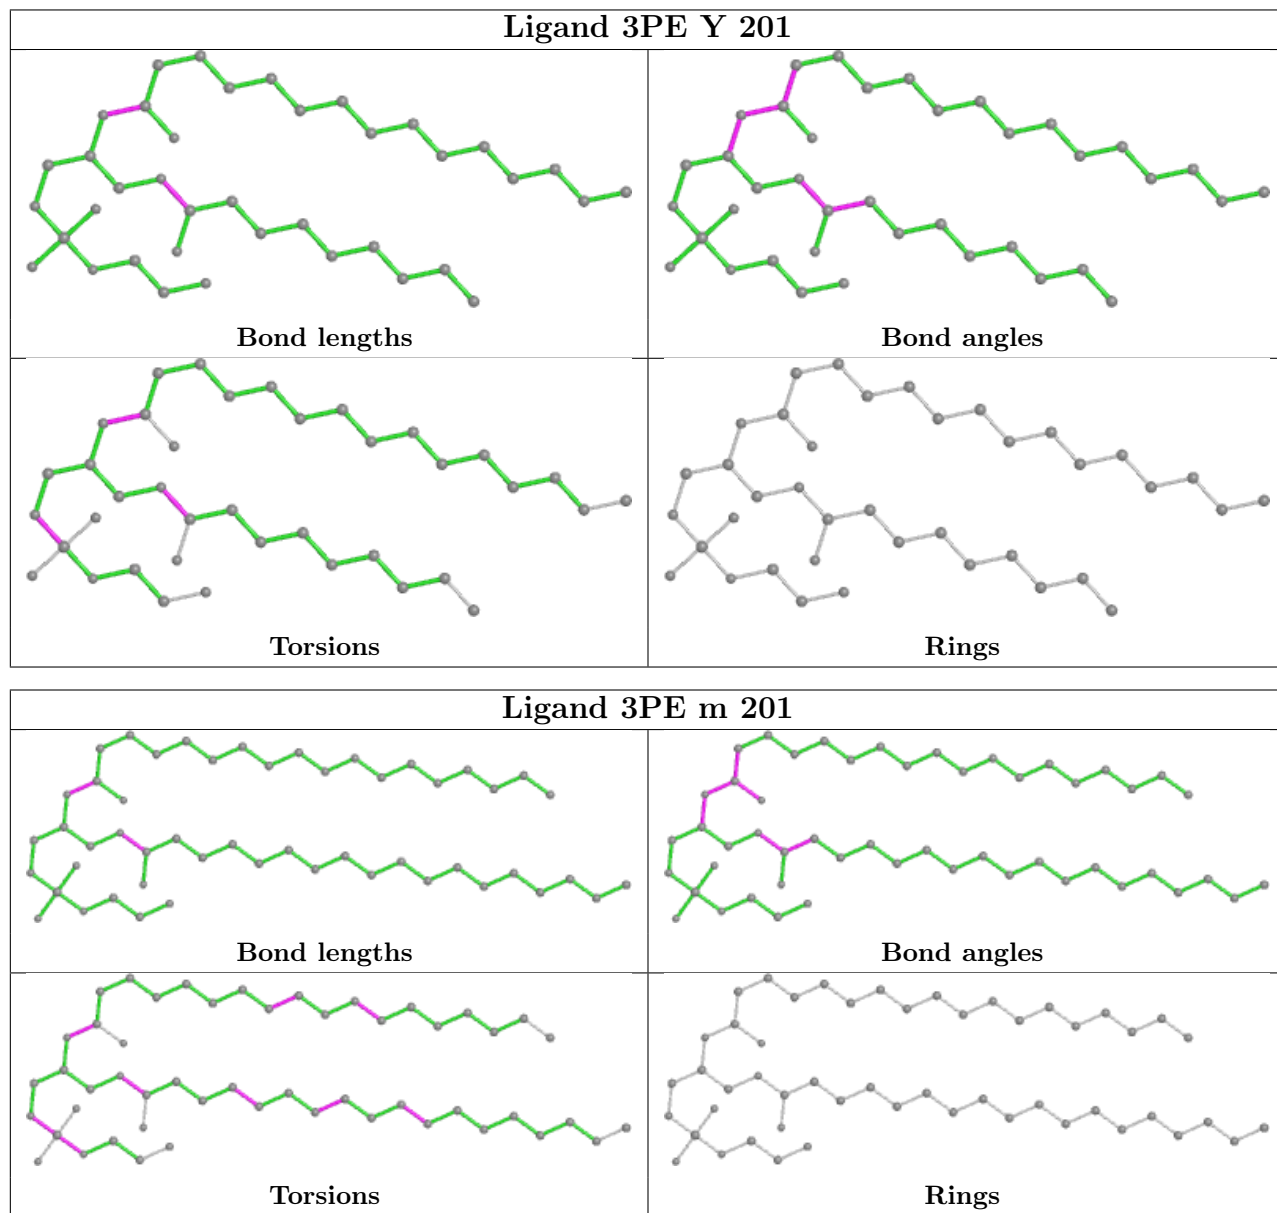 Ligand 3PE Y 201
Bond lengths
Bond angles
Torsions
Rings
Ligand 3PE m 201
Bond lengths
Bond angles
Torsions
Rings